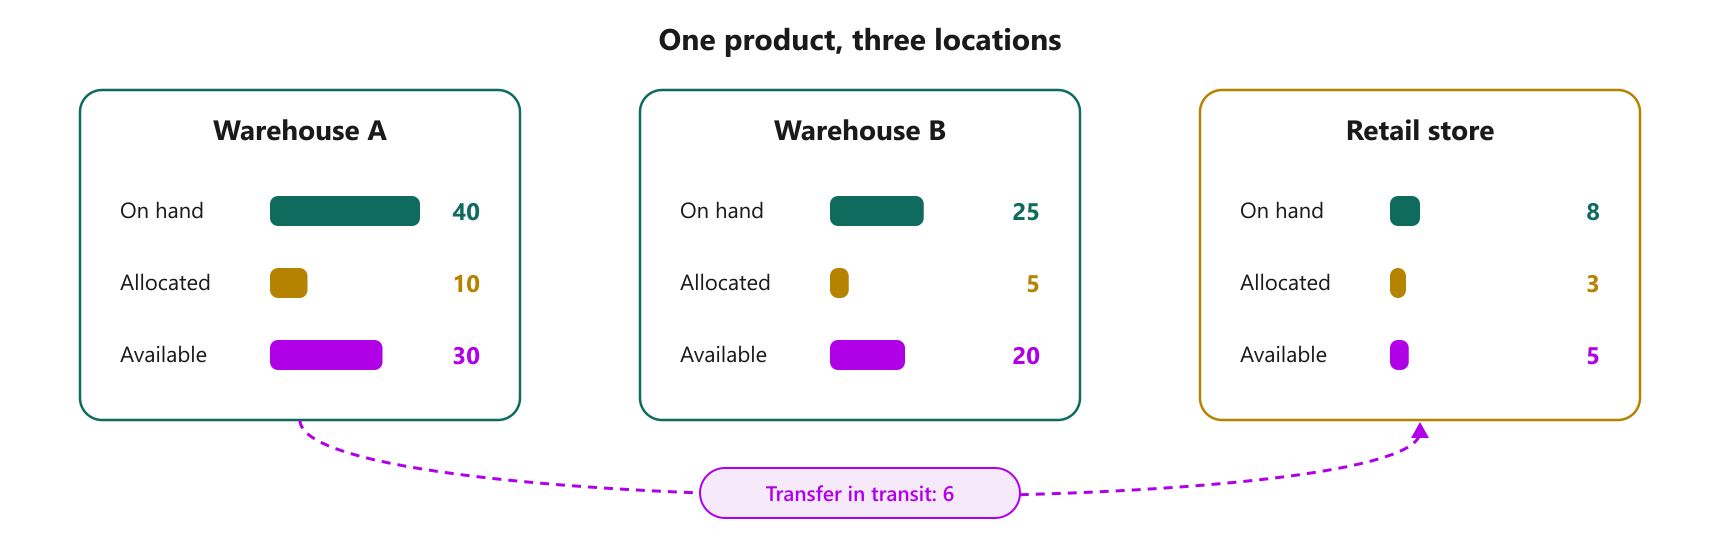 One product, three locations
Warehouse A
On hand 40
Allocated 10
Available 30
Warehouse B
On hand 25
Allocated 5
Available 20
Retail store
On hand 8
Allocated 3
Available 5
Transfer in transit: 6